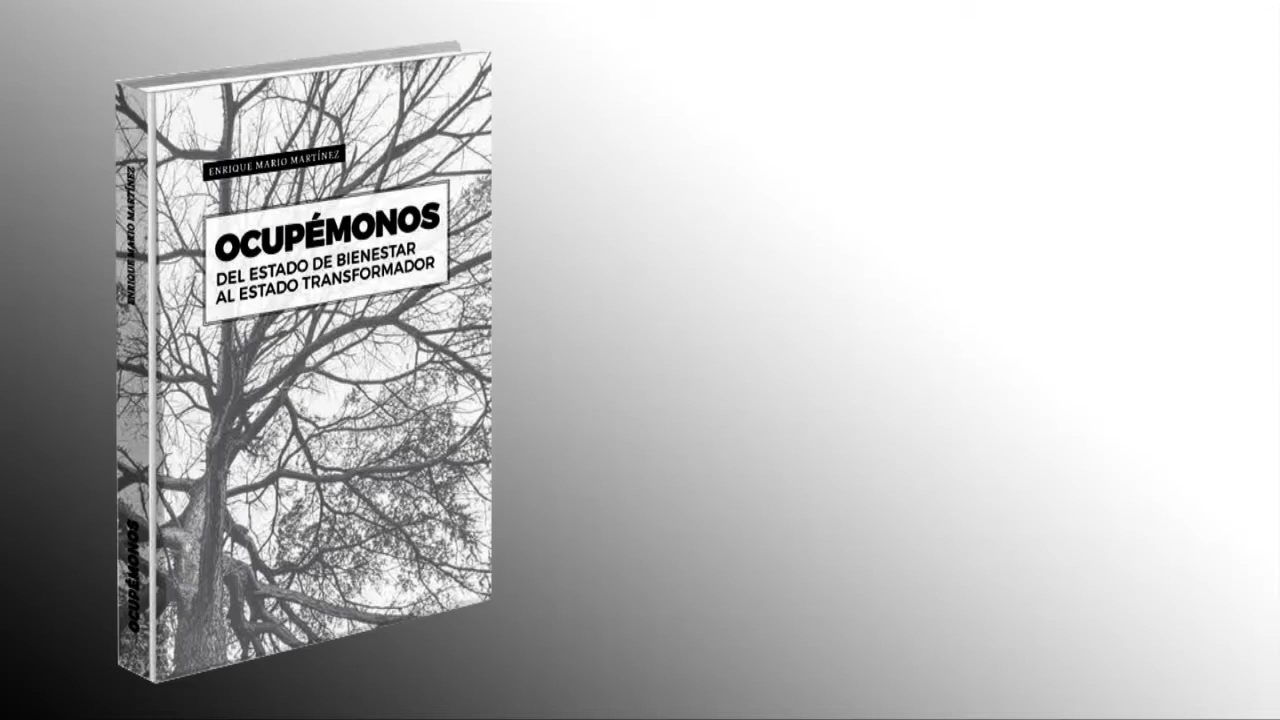 ENRIQUE MARIO MARTÍNEZ
OCUPÉMONOS
DEL ESTADO DE BIENESTAR
AL ESTADO TRANSFORMADOR
ENRIQUE MARIO MARTÍNEZ
OCUPÉMONOS